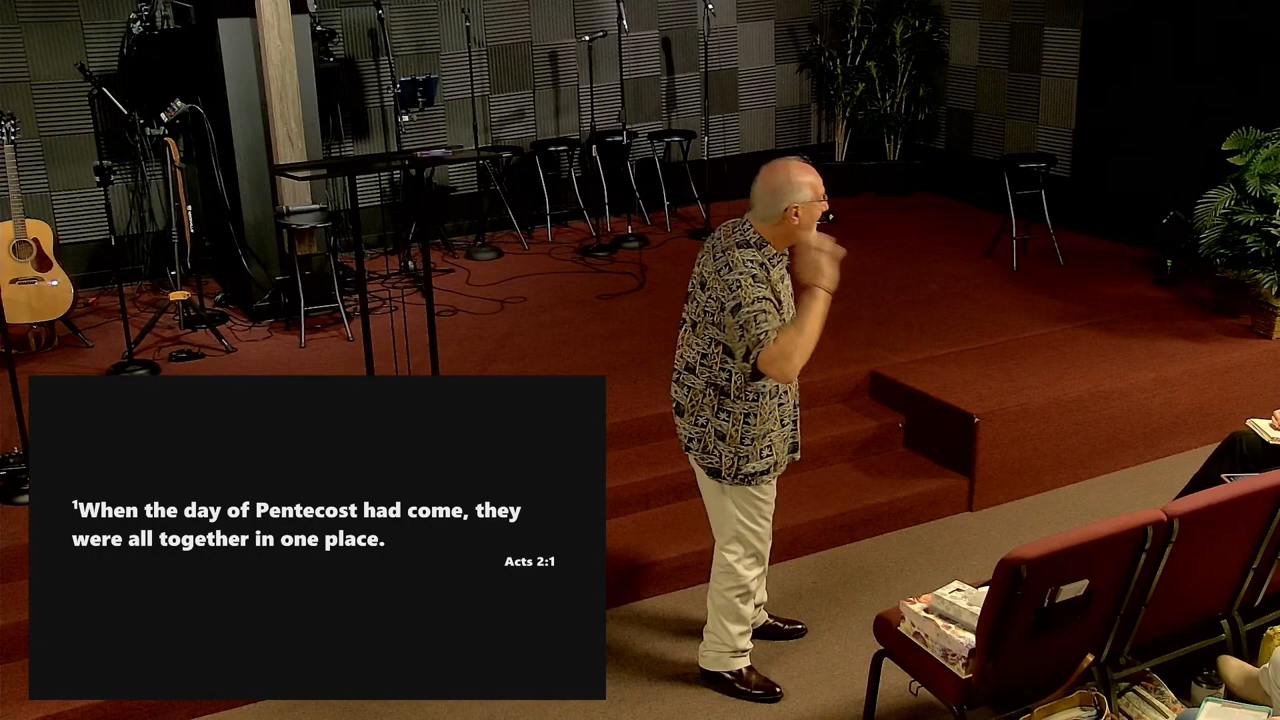 ¹When the day of Pentecost had come, they
were all together in one place.
Acts 2:1